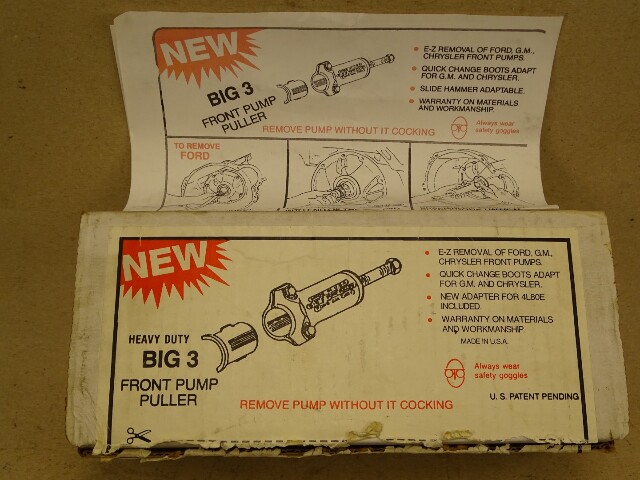 NEW
BIG 3
FRONT PUMP
PULLER
E-Z REMOVAL OF FORD, G.M.,
CHRYSLER FRONT PUMPS.
QUICK CHANGE BOOTS ADAPT
FOR G.M. AND CHRYSLER.
SLIDE HAMMER ADAPTABLE.
WARRANTY ON MATERIALS
AND WORKMANSHIP.
REMOVE PUMP WITHOUT IT COCKING
Always wear
safety goggles
TO REMOVE
FORD
NEW
HEAVY DUTY
BIG 3
FRONT PUMP
PULLER
E-Z REMOVAL OF FORD, G.M.,
CHRYSLER FRONT PUMPS.
QUICK CHANGE BOOTS ADAPT
FOR G.M. AND CHRYSLER.
NEW ADAPTER FOR 4L80E
INCLUDED.
WARRANTY ON MATERIALS
AND WORKMANSHIP
MADE IN U.S.A.
Always wear
safety goggles
REMOVE PUMP WITHOUT IT COCKING
U.S. PATENT PENDING